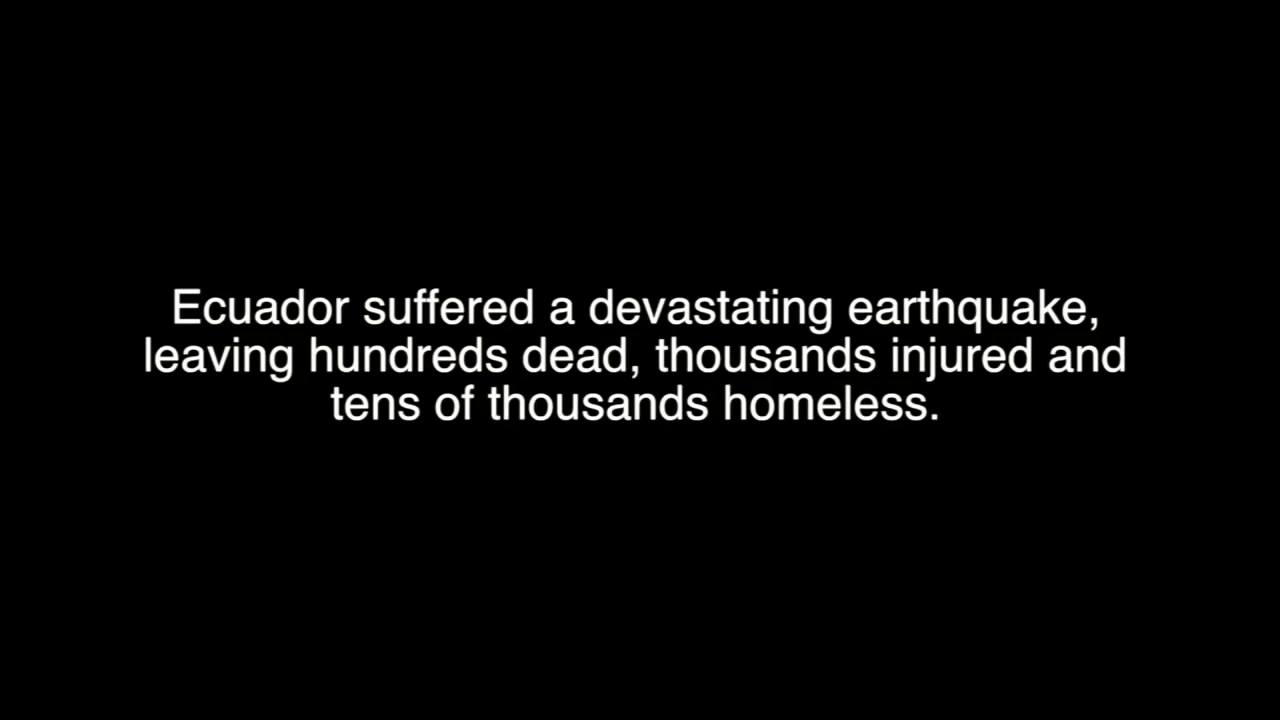 Ecuador suffered a devastating earthquake,
leaving hundreds dead, thousands injured and
tens of thousands homeless.